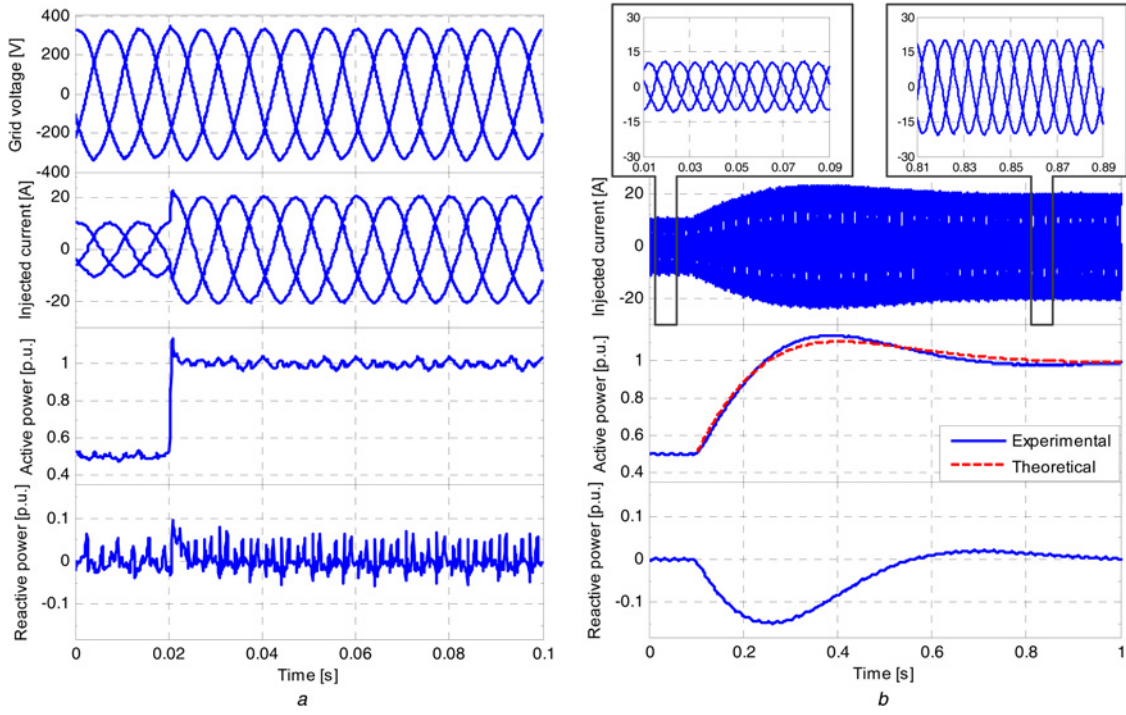 400
200
0
-200
-400
Grid voltage [V]
20
0
-20
Injected current [A]
1
0.8
0.6
0.4
Active power [p.u.]
0.1
0
-0.1
Reactive power [p.u.]
0 0.02 0.04 0.06 0.08 0.1
Time [s]
a
30
15
0
-15
-30
0.01 0.03 0.05 0.07 0.09
30
15
0
-15
-30
0.81 0.83 0.85 0.87 0.89
20
0
-20
Injected current [A]
1
0.8
0.6
0.4
Active power [p.u.]
Experimental
Theoretical
0.1
0
-0.1
Reactive power [p.u.]
0 0.2 0.4 0.6 0.8 1
Time [s]
b